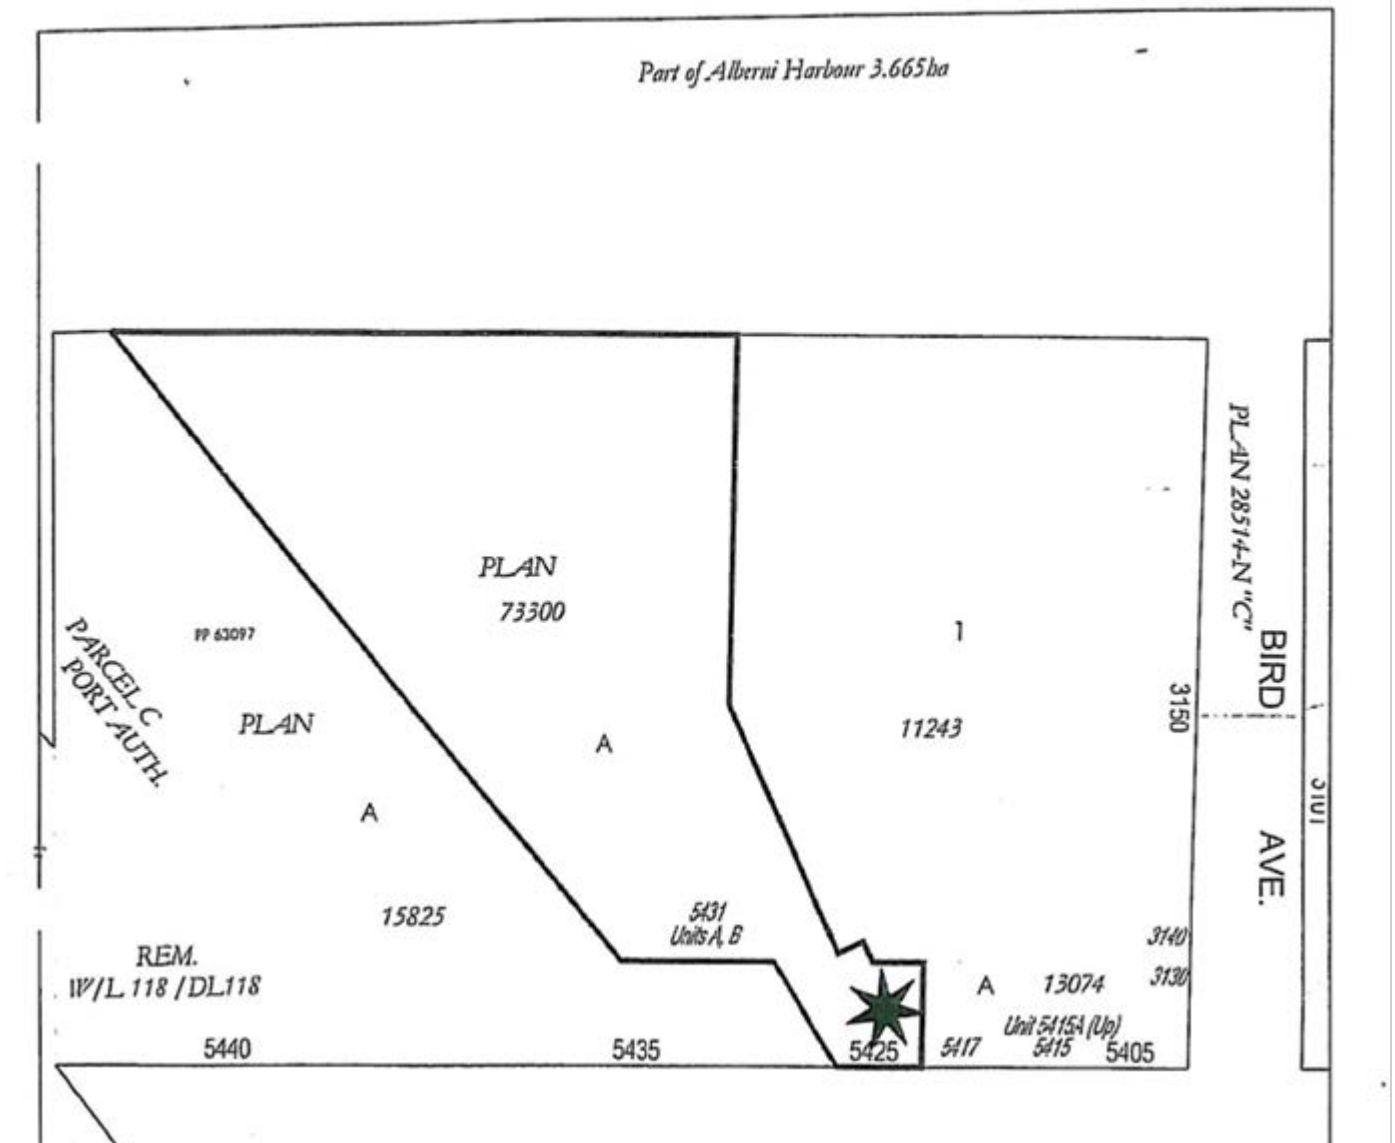 Part of Alberni Harbour 3.665ha
PLAN 28514-N "C"
PLAN
73300
PP 63097
1
BIRD
AVE.
PARCEL C
PORT AUTH.
PLAN
3150
11243
A
3101
A
15825
5431
Units A, B
3140
REM.
W/L 118 / DL118
A
13074
3130
Unit 5415A (Up)
5440
5435
5425
5417
5415
5405